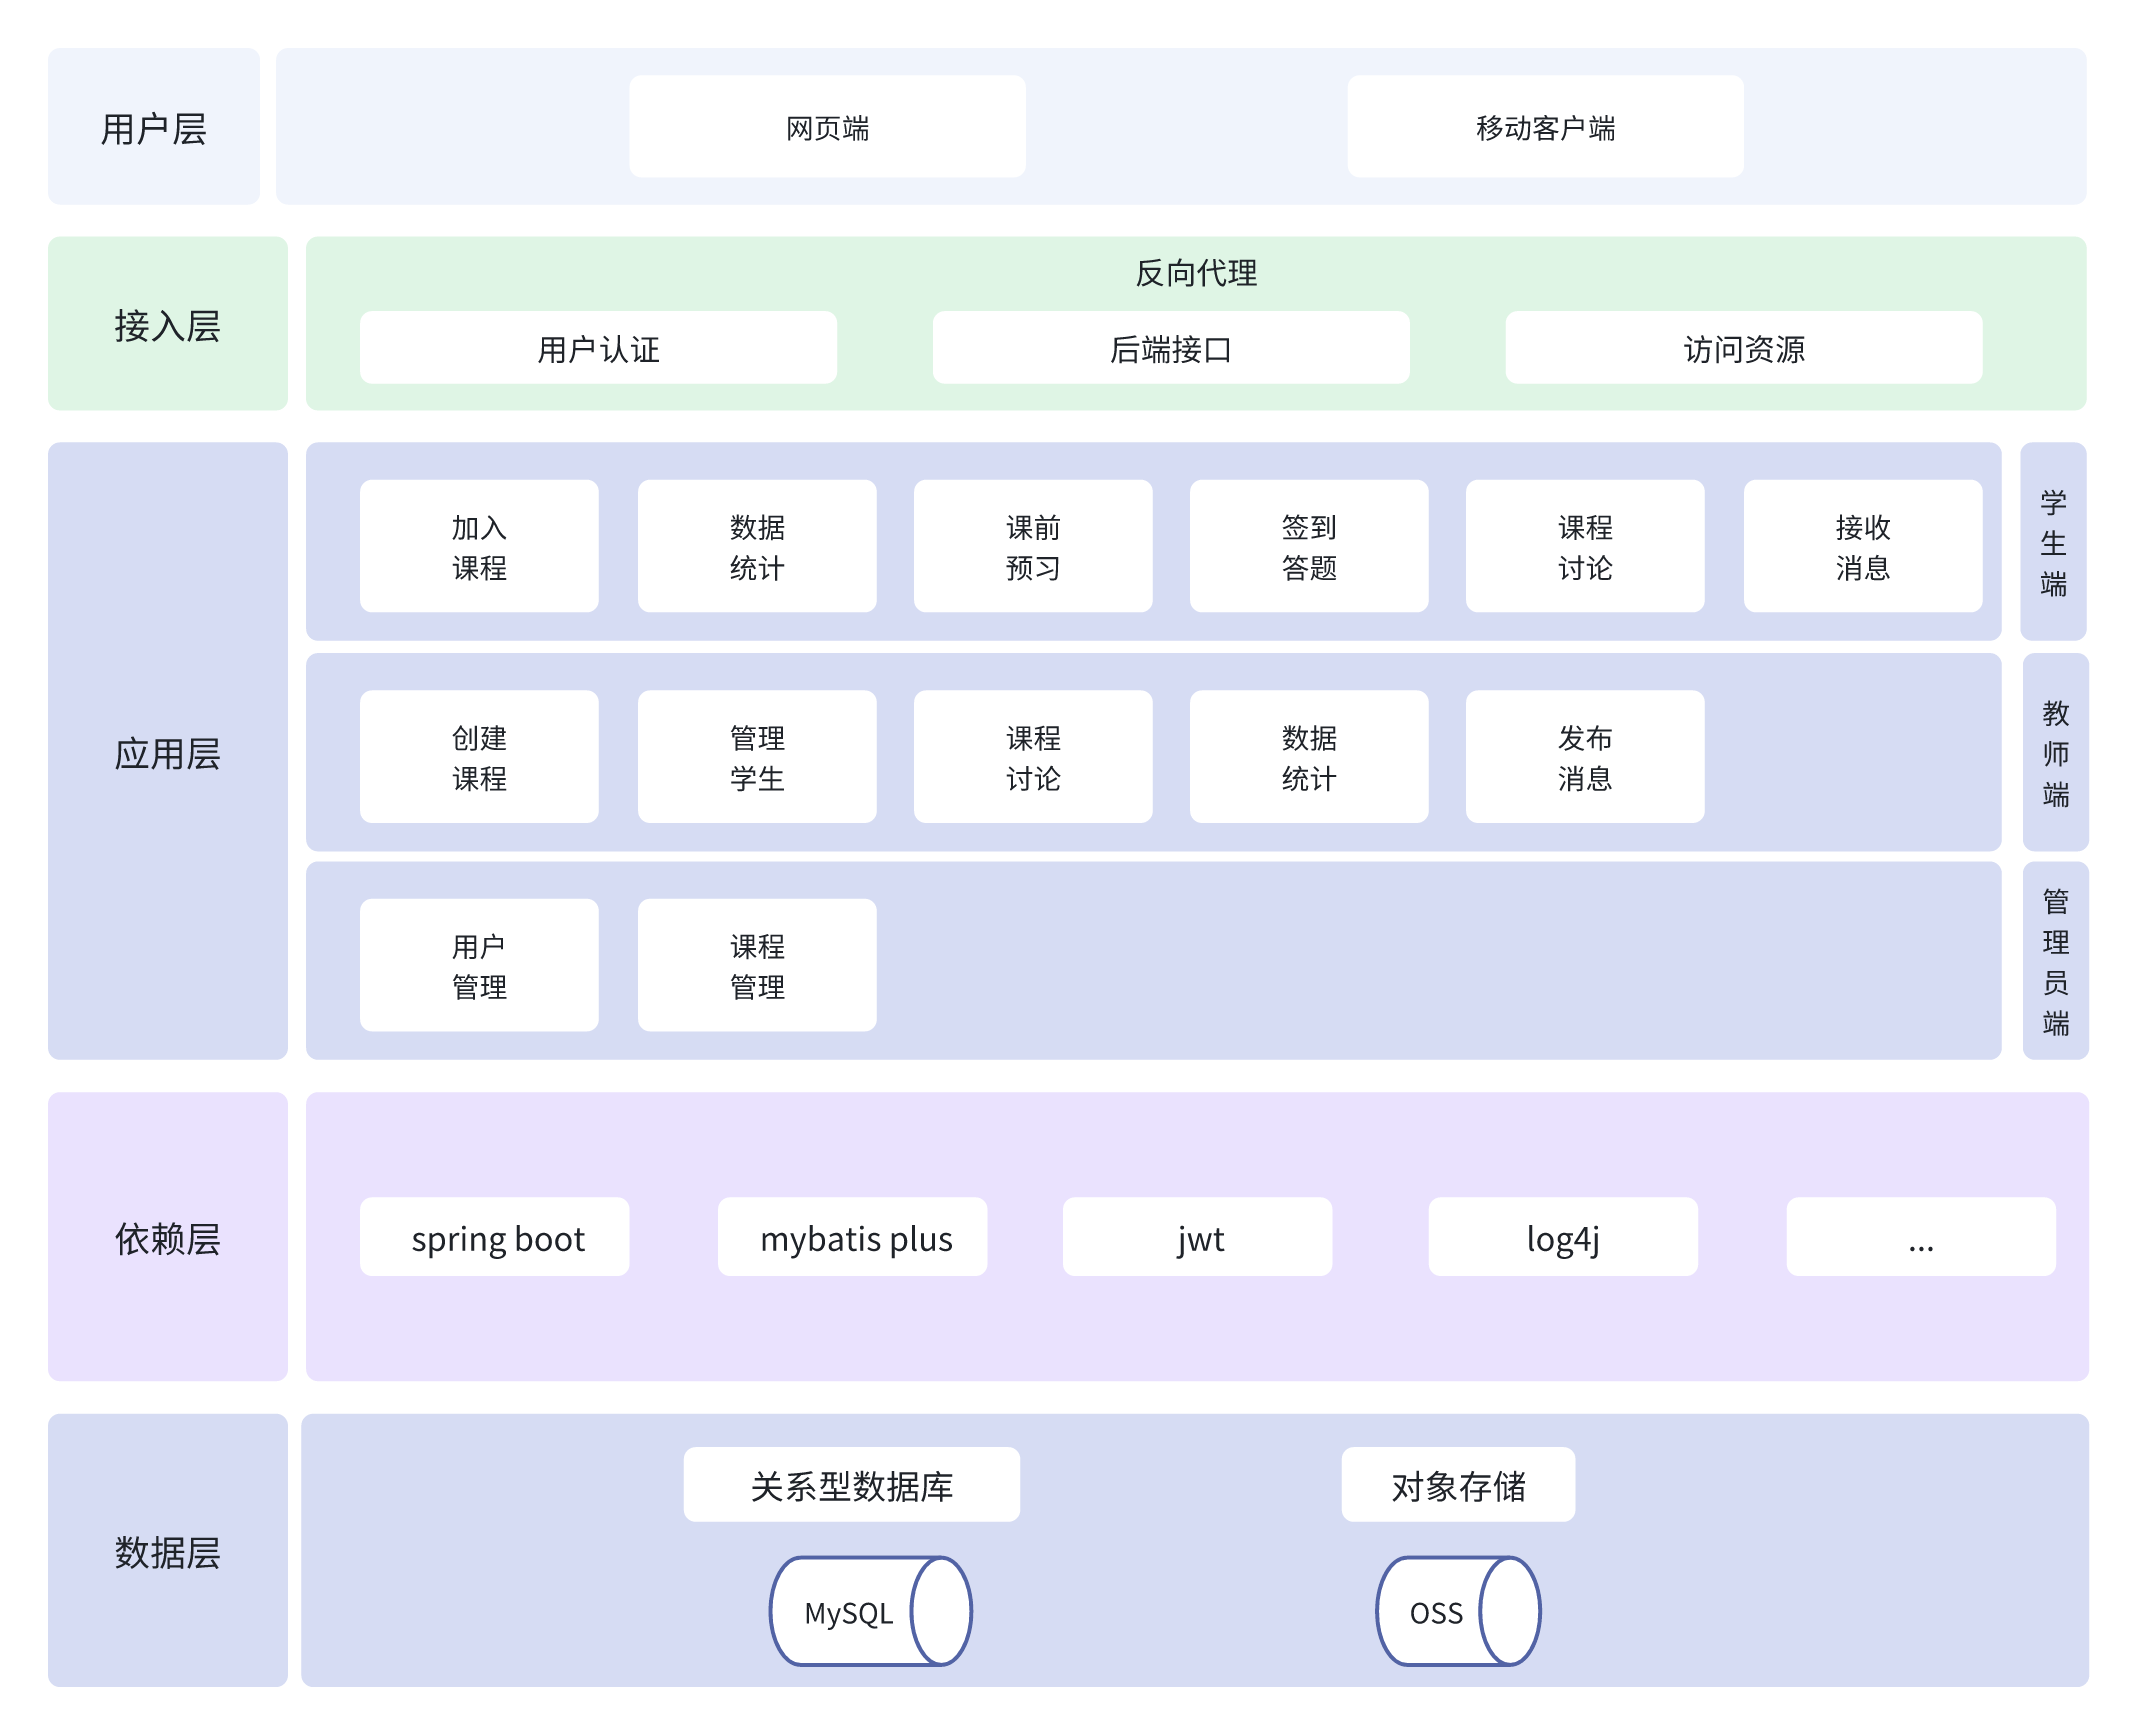 用户层
网页端
移动客户端
接入层
反向代理
用户认证
后端接口
访问资源
应用层
加入
课程
数据
统计
课前
预习
签到
答题
课程
讨论
接收
消息
学
生
端
创建
课程
管理
学生
课程
讨论
数据
统计
发布
消息
教
师
端
用户
管理
课程
管理
管
理
员
端
依赖层
spring boot
mybatis plus
jwt
log4j
...
数据层
关系型数据库
对象存储
MySQL
OSS